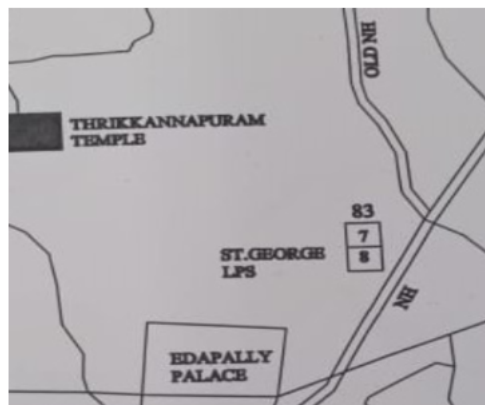 OLD NH
THRIKKANNAPURAM
TEMPLE
83
7
8
ST.GEORGE
LPS
NH
EDAPALLY
PALACE